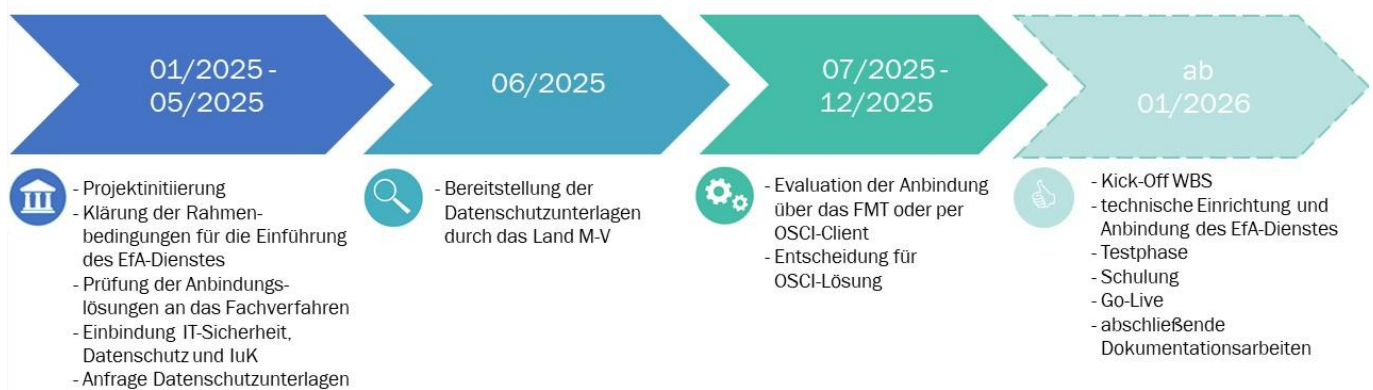 01/2025 -
05/2025
- Projektinitiierung
- Klärung der Rahmen-
bedingungen für die Einführung
des EfA-Dienstes
- Prüfung der Anbindungs-
lösungen an das Fachverfahren
- Einbindung IT-Sicherheit,
Datenschutz und IuK
- Anfrage Datenschutzunterlagen
06/2025
- Bereitstellung der
Datenschutzunterlagen
durch das Land M-V
07/2025 -
12/2025
- Evaluation der Anbindung
über das FMT oder per
OSCI-Client
- Entscheidung für
OSCI-Lösung
ab
01/2026
- Kick-Off WBS
- technische Einrichtung und
Anbindung des EfA-Dienstes
- Testphase
- Schulung
- Go-Live
- abschließende
Dokumentationsarbeiten